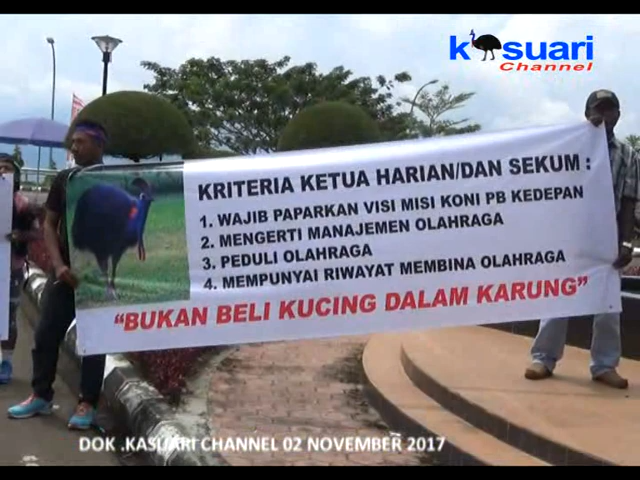 kasuari
Channel
KRITERIA KETUA HARIAN/DAN SEKUM :
1. WAJIB PAPARKAN VISI MISI KONI PB KEDEPAN
2. MENGERTI MANAJEMEN OLAHRAGA
3. PEDULI OLAHRAGA
4. MEMPUNYAI RIWAYAT MEMBINA OLAHRAGA
“BUKAN BELI KUCING DALAM KARUNG”
DOK .KASUARI CHANNEL 02 NOVEMBER 2017